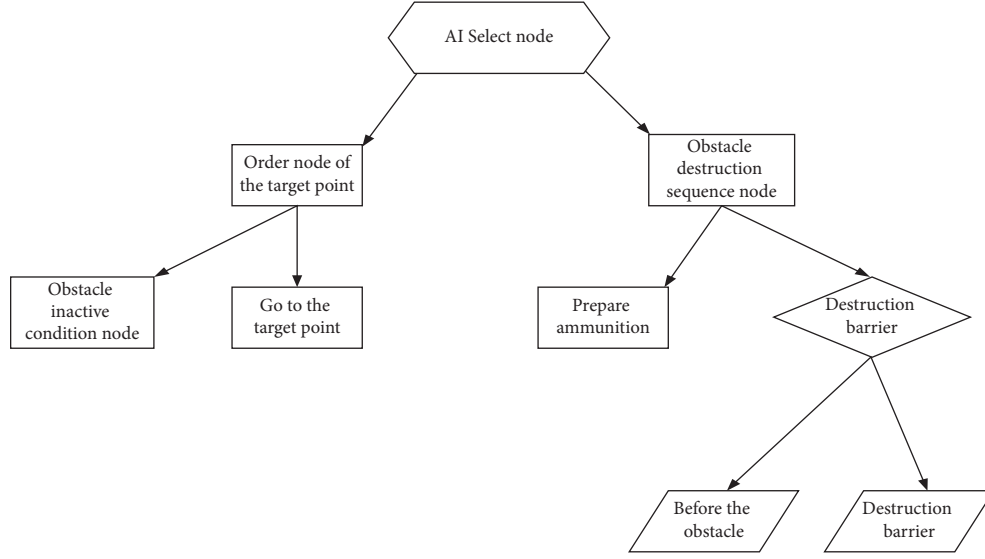 AI Select node
Order node of
the target point
Obstacle
destruction
sequence node
Obstacle
inactive
condition node
Go to the
target point
Prepare
ammunition
Destruction
barrier
Before the
obstacle
Destruction
barrier